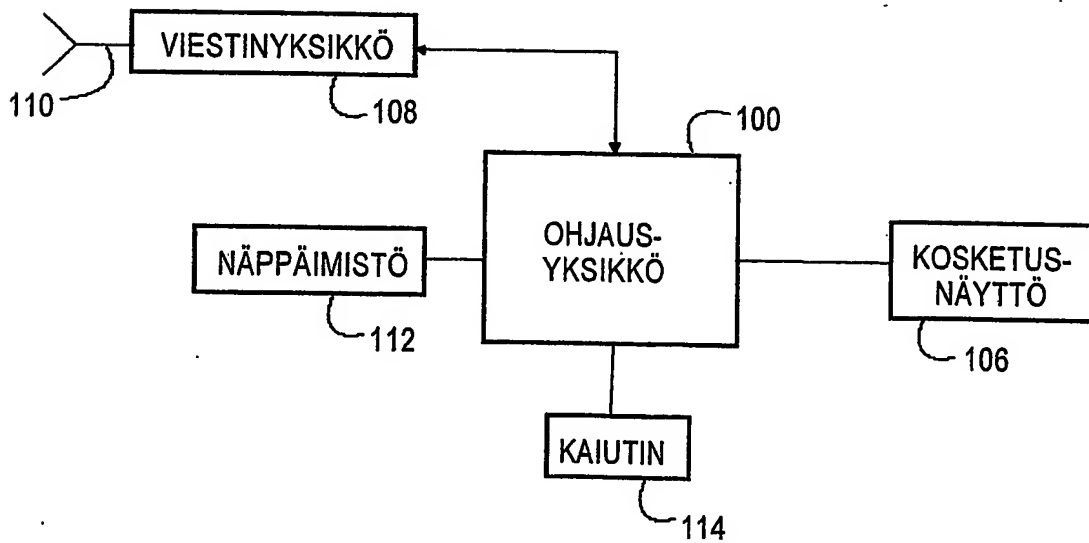 VIESTINYKSIKKÖ
110
108
100
OHJAUS-
YKSIKKÖ
NÄPPÄIMISTÖ
112
KOSKETUS-
NÄYTTÖ
106
KAIUTIN
114